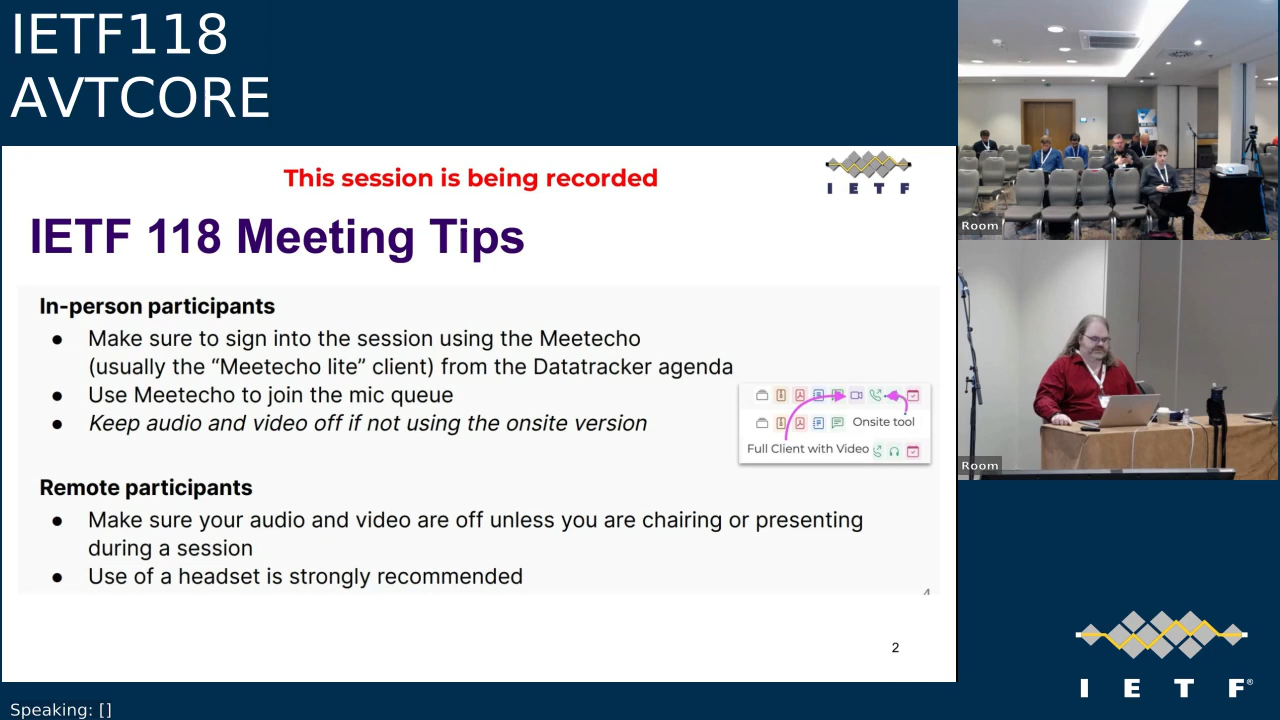 IETF118
AVTCORE
This session is being recorded
I E T F
IETF 118 Meeting Tips
In-person participants
● Make sure to sign into the session using the Meetecho
(usually the “Meetecho lite” client) from the Datatracker agenda
● Use Meetecho to join the mic queue
● Keep audio and video off if not using the onsite version
Onsite tool
Full Client with Video
Remote participants
● Make sure your audio and video are off unless you are chairing or presenting
during a session
● Use of a headset is strongly recommended
4
2
Room
Room
I E T F®
Speaking: []